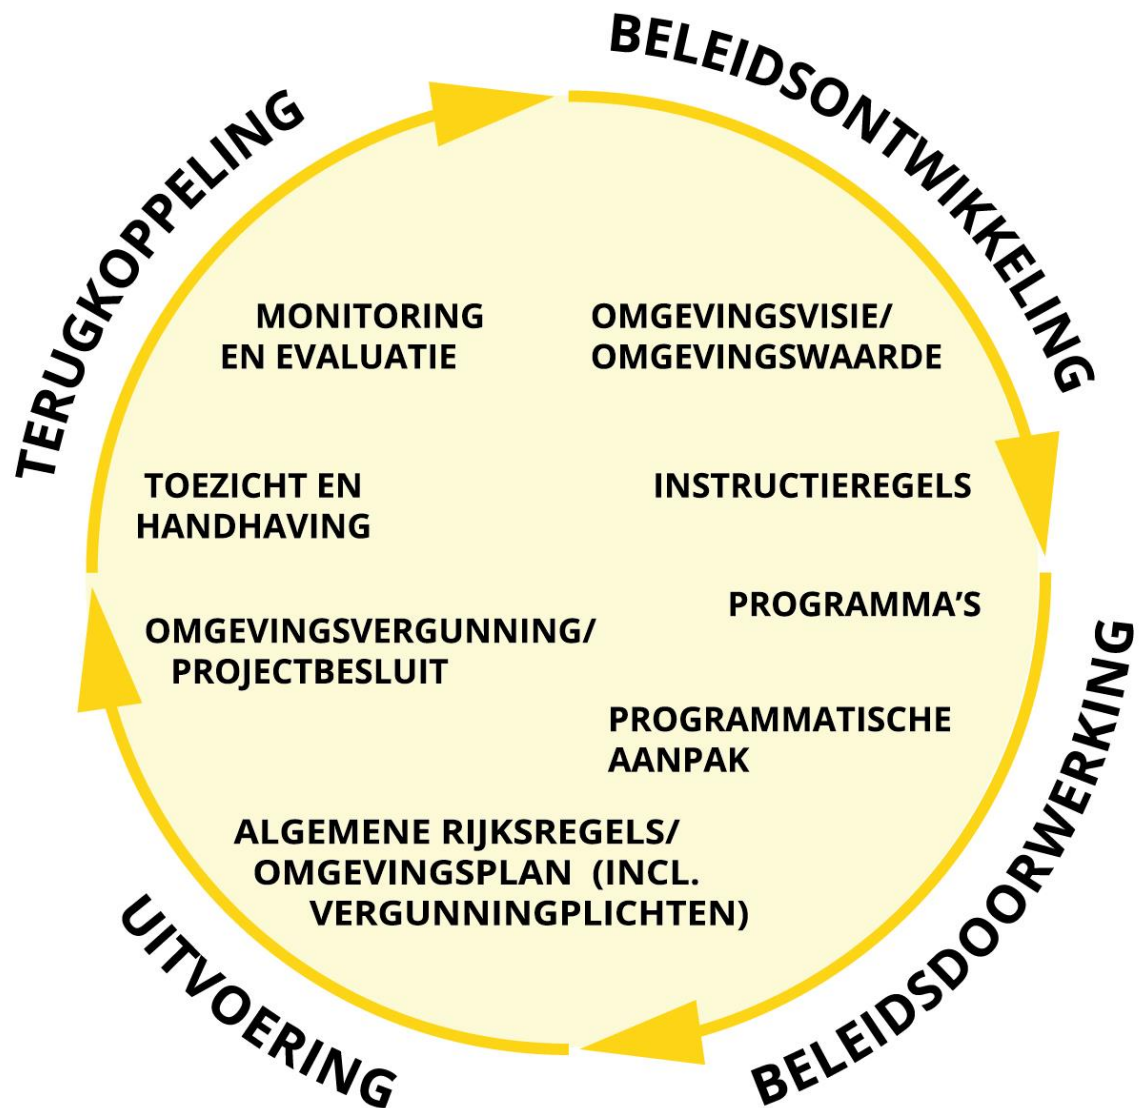 BELEIDSONTWIKKELING
TERUGKOPPELING
MONITORING
EN EVALUATIE
OMGEVINGSVISIE/
OMGEVINGSWAARDE
TOEZICHT EN
HANDHAVING
INSTRUCTIEREGELS
PROGRAMMA’S
OMGEVINGSVERGUNNING/
PROJECTBESLUIT
PROGRAMMATISCHE
AANPAK
ALGEMENE RIJKSREGELS/
OMGEVINGSPLAN (INCL.
VERGUNNINGPLICHTEN)
BELEIDSDOORWERKING
UITVOERING